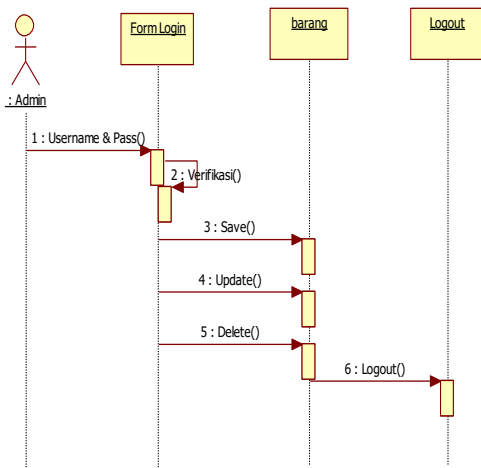 Form Login
barang
Logout
: Admin
1 : Username & Pass()
2 : Verifikasi()
3 : Save()
4 : Update()
5 : Delete()
6 : Logout()